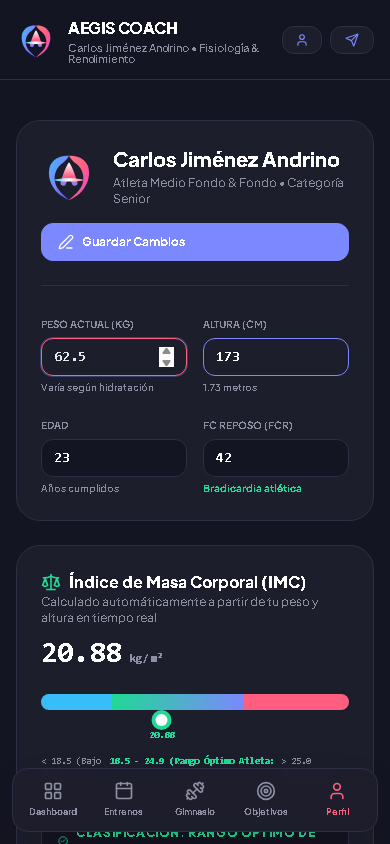 AEGIS COACH
Carlos Jiménez Andrino • Fisiología &
Rendimiento
Carlos Jiménez Andrino
Atleta Medio Fondo & Fondo • Categoría
Senior
Guardar Cambios
PESO ACTUAL (KG) ALTURA (CM)
62.5 173
Varía según hidratación 1.73 metros
EDAD FC REPOSO (FCR)
23 42
Años cumplidos Bradicardia atlética
Índice de Masa Corporal (IMC)
Calculado automáticamente a partir de tu peso y
altura en tiempo real
20.88 kg/m²
20.88
< 18.5 (Bajo 18.5 - 24.9 (Rango Óptimo Atleta: > 25.0
Dashboard Entrenos Gimnasio Objetivos Perfil
CLASIFICACIÓN: RANGO ÓPTIMO DE